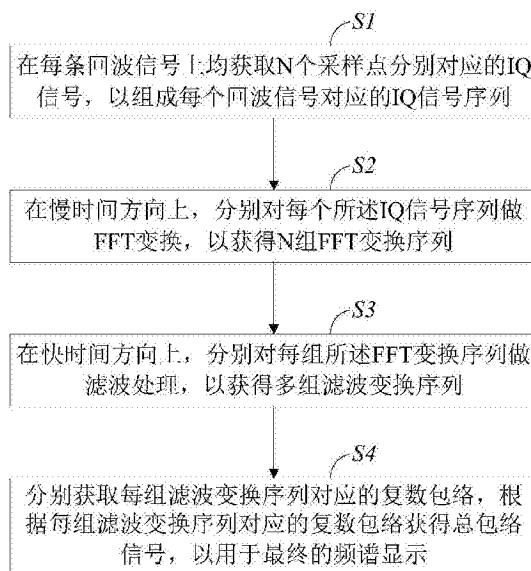 S1
在每条回波信号上均获取N个采样点分别对应的IQ
信号，以组成每个回波信号对应的IQ信号序列
S2
在慢时间方向上，分别对每个所述IQ信号序列做
FFT变换，以获得N组FFT变换序列
S3
在快时间方向上，分别对每组所述FFT变换序列做
滤波处理，以获得多组滤波变换序列
S4
分别获取每组滤波变换序列对应的复数包络，根
据每组滤波变换序列对应的复数包络获得总包络
信号，以用于最终的频谱显示